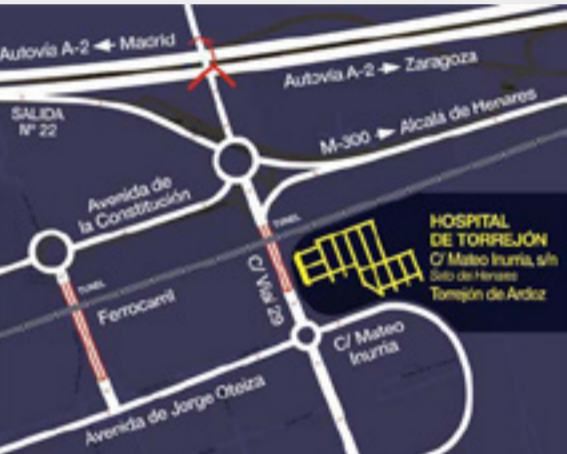 Autovía A-2 ← Madrid
Autovía A-2 → Zaragoza
SALIDA
Nº 22
M-300 → Alcalá de Henares
Avenida de
la Constitución
TUNEL
HOSPITAL
DE TORREJÓN
C/ Mateo Inurria, s/n
Soto del Henares
Torrejón de Ardoz
C/ Vial 29
TUNEL
Ferrocarril
C/ Mateo
Inurria
Avenida de Jorge Oteiza